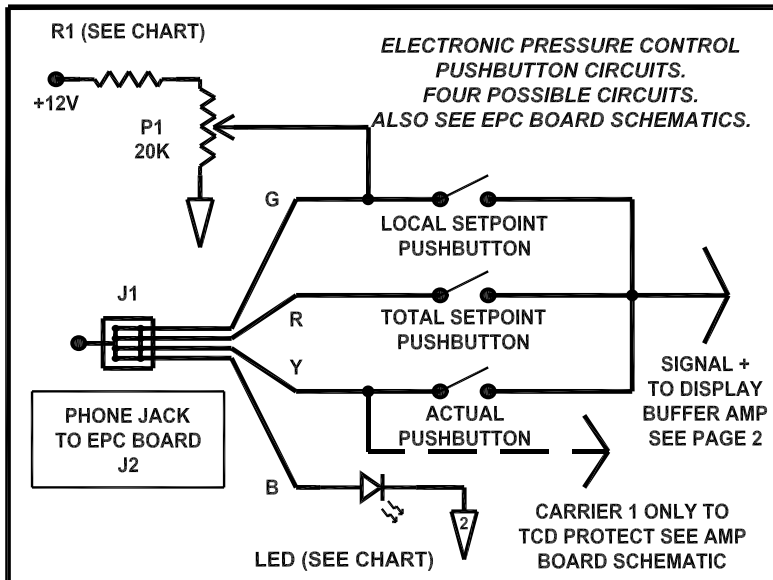 R1 (SEE CHART)
+12V
P1
20K
ELECTRONIC PRESSURE CONTROL
PUSHBUTTON CIRCUITS.
FOUR POSSIBLE CIRCUITS.
ALSO SEE EPC BOARD SCHEMATICS.
G
LOCAL SETPOINT
PUSHBUTTON
J1
R
TOTAL SETPOINT
PUSHBUTTON
Y
ACTUAL
PUSHBUTTON
SIGNAL +
TO DISPLAY
BUFFER AMP
SEE PAGE 2
PHONE JACK
TO EPC BOARD
J2
B
2
LED (SEE CHART)
CARRIER 1 ONLY TO
TCD PROTECT SEE AMP
BOARD SCHEMATIC